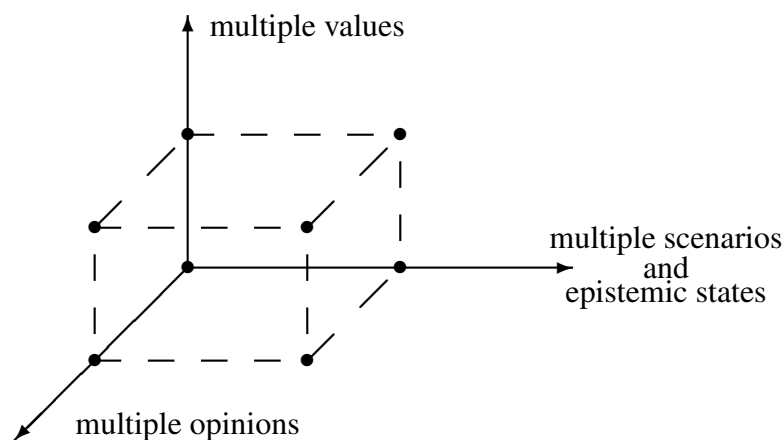 multiple values
multiple scenarios
and
epistemic states
multiple opinions